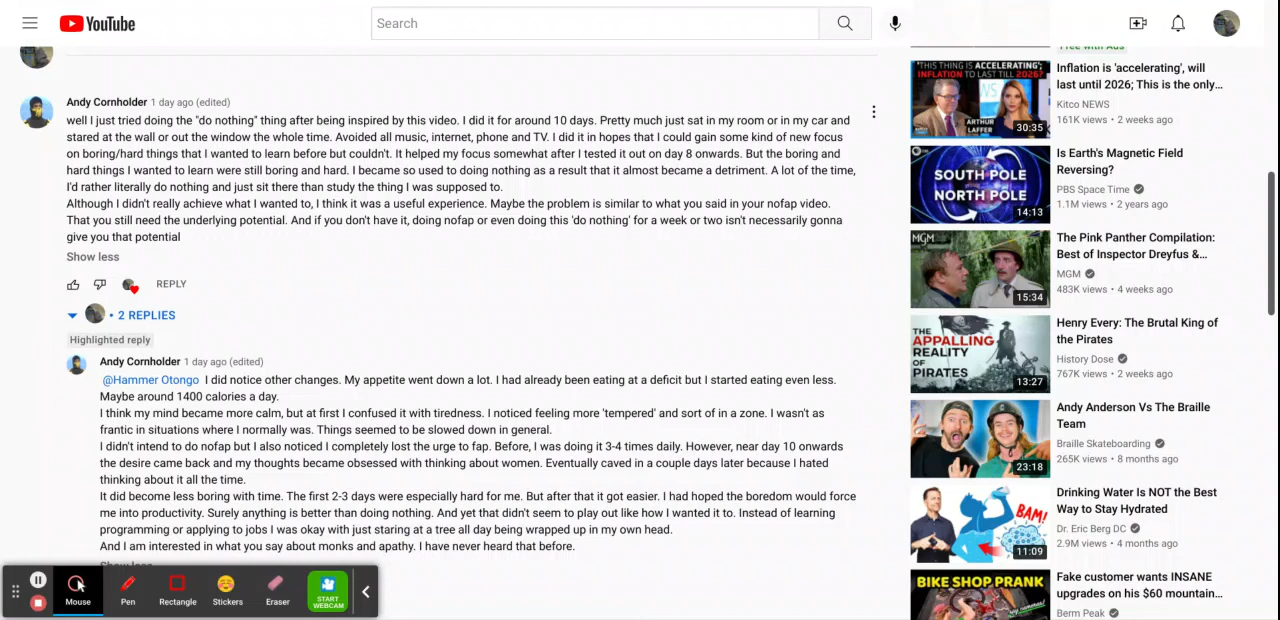 YouTube
Search
Andy Cornholder 1 day ago (edited)
well I just tried doing the "do nothing" thing after being inspired by this video. I did it for around 10 days. Pretty much just sat in my room or in my car and
stared at the wall or out the window the whole time. Avoided all music, internet, phone and TV. I did it in hopes that I could gain some kind of new focus
on boring/hard things that I wanted to learn before but couldn't. It helped my focus somewhat after I tested it out on day 8 onwards. But the boring and
hard things I wanted to learn were still boring and hard. I became so used to doing nothing as a result that it almost became a detriment. A lot of the time,
I'd rather literally do nothing and just sit there than study the thing I was supposed to.
Although I didn't really achieve what I wanted to, I think it was a useful experience. Maybe the problem is similar to what you said in your nofap video.
That you still need the underlying potential. And if you don't have it, doing nofap or even doing this 'do nothing' for a week or two isn't necessarily gonna
give you that potential
Show less
REPLY
• 2 REPLIES
Highlighted reply
Andy Cornholder 1 day ago (edited)
@Hammer Otongo I did notice other changes. My appetite went down a lot. I had already been eating at a deficit but I started eating even less.
Maybe around 1400 calories a day.
I think my mind became more calm, but at first I confused it with tiredness. I noticed feeling more 'tempered' and sort of in a zone. I wasn't as
frantic in situations where I normally was. Things seemed to be slowed down in general.
I didn't intend to do nofap but I also noticed I completely lost the urge to fap. Before, I was doing it 3-4 times daily. However, near day 10 onwards
the desire came back and my thoughts became obsessed with thinking about women. Eventually caved in a couple days later because I hated
thinking about it all the time.
It did become less boring with time. The first 2-3 days were especially hard for me. But after that it got easier. I had hoped the boredom would force
me into productivity. Surely anything is better than doing nothing. And yet that didn't seem to play out like how I wanted it to. Instead of learning
programming or applying to jobs I was okay with just staring at a tree all day being wrapped up in my own head.
And I am interested in what you say about monks and apathy. I have never heard that before.
Show less
Mouse
Pen
Rectangle
Stickers
Eraser
START
WEBCAM
Free with Ads
'THIS THING IS ACCELERATING';
INFLATION TO LAST TILL 2026?
ARTHUR
LAFFER
30:35
Inflation is 'accelerating', will
last until 2026; This is the only...
Kitco NEWS
161K views • 2 weeks ago
SOUTH POLE
NORTH POLE
14:13
Is Earth's Magnetic Field
Reversing?
PBS Space Time
1.1M views • 2 years ago
MGM
15:34
The Pink Panther Compilation:
Best of Inspector Dreyfus &...
MGM
483K views • 4 weeks ago
THE
APPALLING
REALITY
OF
PIRATES
13:27
Henry Every: The Brutal King of
the Pirates
History Dose
767K views • 2 weeks ago
23:18
Andy Anderson Vs The Braille
Team
Braille Skateboarding
265K views • 8 months ago
BAM!
11:09
Drinking Water Is NOT the Best
Way to Stay Hydrated
Dr. Eric Berg DC
2.9M views • 4 months ago
BIKE SHOP PRANK
Fake customer wants INSANE
upgrades on his $60 mountain...
Berm Peak